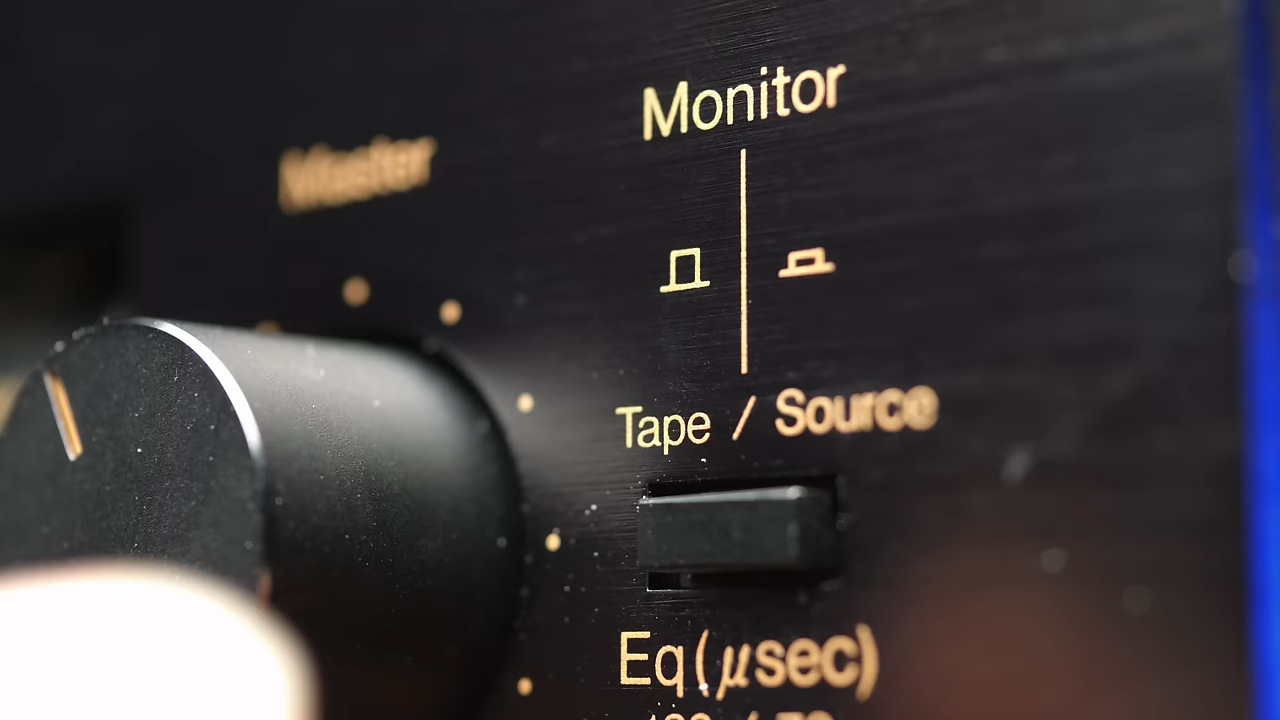 Master
Monitor
Tape / Source
Eq (μsec)